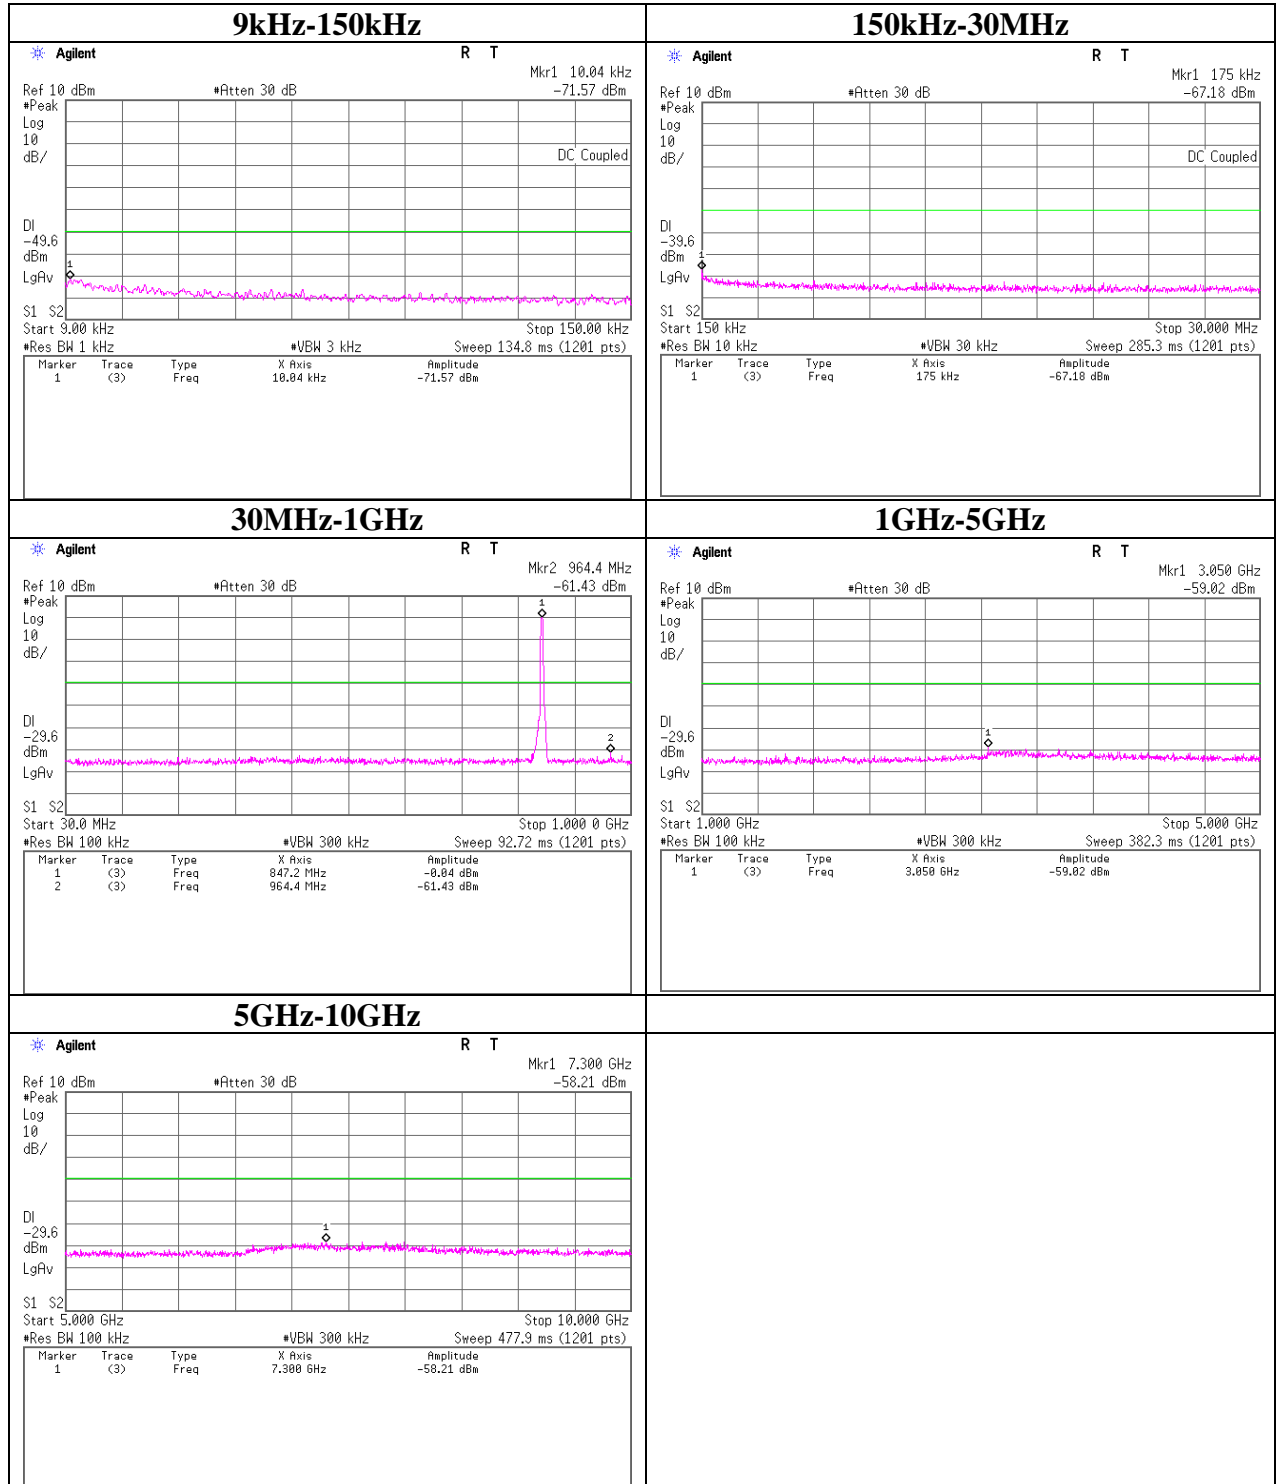 9kHz-150kHz
Agilent
R T
Mkr1 10.04 kHz
Ref 10 dBm #Atten 30 dB -71.57 dBm
#Peak
Log
10
dB/
DC Coupled
DI
-49.6
dBm
LgAv
1
S1 S2
Start 9.00 kHz Stop 150.00 kHz
#Res BW 1 kHz #VBW 3 kHz Sweep 134.8 ms (1201 pts)
Marker Trace Type X Axis Amplitude
1 (3) Freq 10.04 kHz -71.57 dBm
150kHz-30MHz
Agilent
R T
Mkr1 175 kHz
Ref 10 dBm #Atten 30 dB -67.18 dBm
#Peak
Log
10
dB/
DC Coupled
DI
-39.6
dBm
1
LgAv
S1 S2
Start 150 kHz Stop 30.000 MHz
#Res BW 10 kHz #VBW 30 kHz Sweep 285.3 ms (1201 pts)
Marker Trace Type X Axis Amplitude
1 (3) Freq 175 kHz -67.18 dBm
30MHz-1GHz
Agilent
R T
Mkr2 964.4 MHz
Ref 10 dBm #Atten 30 dB -61.43 dBm
#Peak
1
Log
10
dB/
DI
-29.6
2
dBm
LgAv
S1 S2
Start 30.0 MHz Stop 1.000 0 GHz
#Res BW 100 kHz #VBW 300 kHz Sweep 92.72 ms (1201 pts)
Marker Trace Type X Axis Amplitude
1 (3) Freq 847.2 MHz -0.04 dBm
2 (3) Freq 964.4 MHz -61.43 dBm
1GHz-5GHz
Agilent
R T
Mkr1 3.050 GHz
Ref 10 dBm #Atten 30 dB -59.02 dBm
#Peak
Log
10
dB/
DI
-29.6
1
dBm
LgAv
S1 S2
Start 1.000 GHz Stop 5.000 GHz
#Res BW 100 kHz #VBW 300 kHz Sweep 382.3 ms (1201 pts)
Marker Trace Type X Axis Amplitude
1 (3) Freq 3.050 GHz -59.02 dBm
5GHz-10GHz
Agilent
R T
Mkr1 7.300 GHz
Ref 10 dBm #Atten 30 dB -58.21 dBm
#Peak
Log
10
dB/
DI
-29.6
1
dBm
LgAv
S1 S2
Start 5.000 GHz Stop 10.000 GHz
#Res BW 100 kHz #VBW 300 kHz Sweep 477.9 ms (1201 pts)
Marker Trace Type X Axis Amplitude
1 (3) Freq 7.300 GHz -58.21 dBm